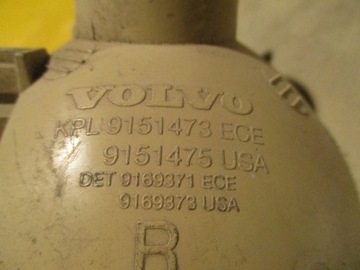 VOLVO
KPL 9151473 ECE
9151475 USA
DET 9169371 ECE
9169373 USA
R